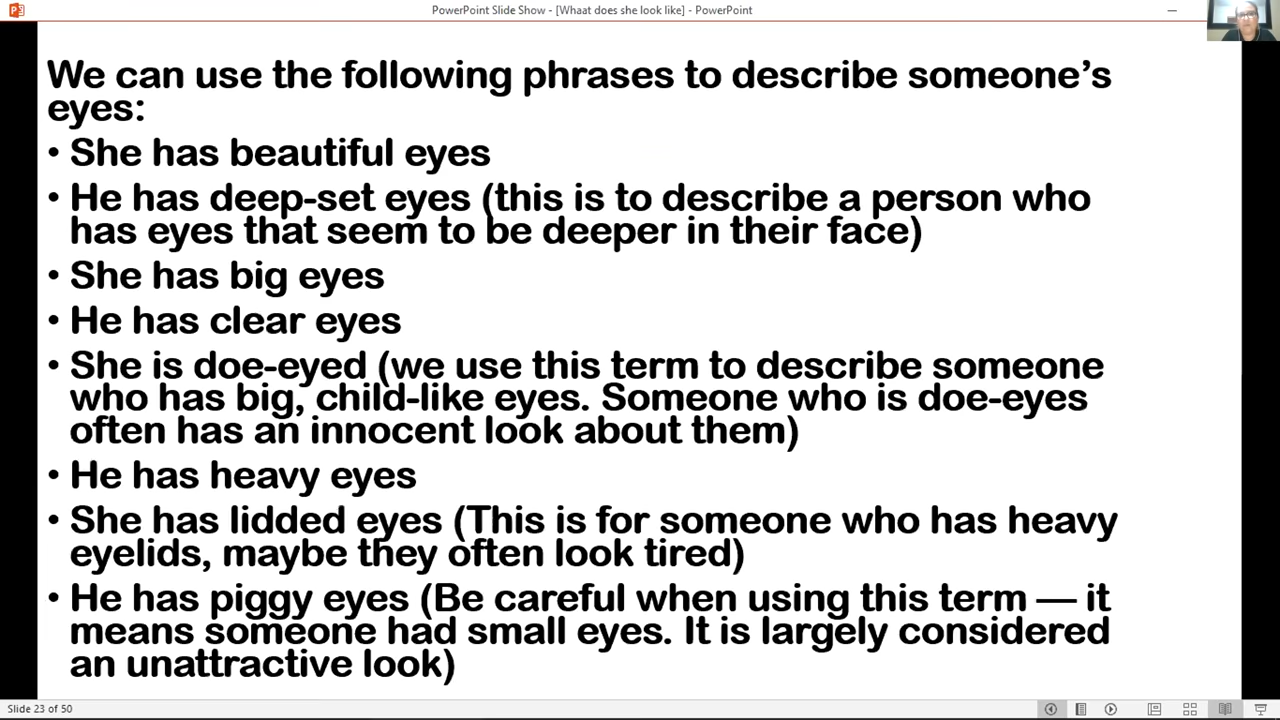 PowerPoint Slide Show - [Whaat does she look like] - PowerPoint
We can use the following phrases to describe someone’s
eyes:
• She has beautiful eyes
• He has deep-set eyes (this is to describe a person who
has eyes that seem to be deeper in their face)
• She has big eyes
• He has clear eyes
• She is doe-eyed (we use this term to describe someone
who has big, child-like eyes. Someone who is doe-eyes
often has an innocent look about them)
• He has heavy eyes
• She has lidded eyes (This is for someone who has heavy
eyelids, maybe they often look tired)
• He has piggy eyes (Be careful when using this term — it
means someone had small eyes. It is largely considered
an unattractive look)
Slide 23 of 50